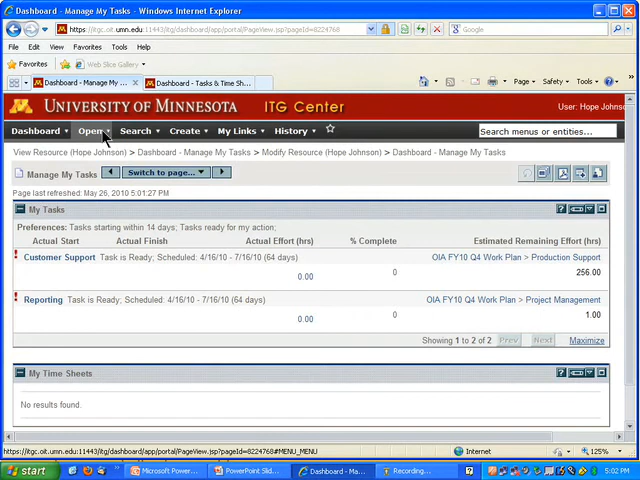 Dashboard - Manage My Tasks - Windows Internet Explorer
https://itgc.oit.umn.edu:11443/itg/dashboard/app/portal/PageView.jsp?pageId=8224768
Google
File Edit View Favorites Tools Help
Favorites Web Slice Gallery
Dashboard - Manage My ... Dashboard - Tasks & Time Sh...
Page Safety Tools
UNIVERSITY OF MINNESOTA ITG Center User: Hope Johnson
Dashboard Open Search Create My Links History Search menus or entities...
View Resource (Hope Johnson) > Dashboard - Manage My Tasks > Modify Resource (Hope Johnson) > Dashboard - Manage My Tasks
Manage My Tasks Switch to page...
Page last refreshed: May 26, 2010 5:01:27 PM
My Tasks
Preferences: Tasks starting within 14 days; Tasks ready for my action;
Actual Start Actual Finish Actual Effort (hrs) % Complete Estimated Remaining Effort (hrs)
! Customer Support Task is Ready; Scheduled: 4/16/10 - 7/16/10 (64 days) OIA FY10 Q4 Work Plan > Production Support
0.00 0 256.00
! Reporting Task is Ready; Scheduled: 4/16/10 - 7/16/10 (64 days) OIA FY10 Q4 Work Plan > Project Management
0.00 0 1.00
Showing 1 to 2 of 2 Prev Next Maximize
My Time Sheets
No results found.
https://itgc.oit.umn.edu:11443/itg/dashboard/app/portal/PageView.jsp?pageId=8224768#MENU_MENU Internet 125%
start Microsoft Power... PowerPoint Slid... Dashboard - Ma... Recording... 5:02 PM